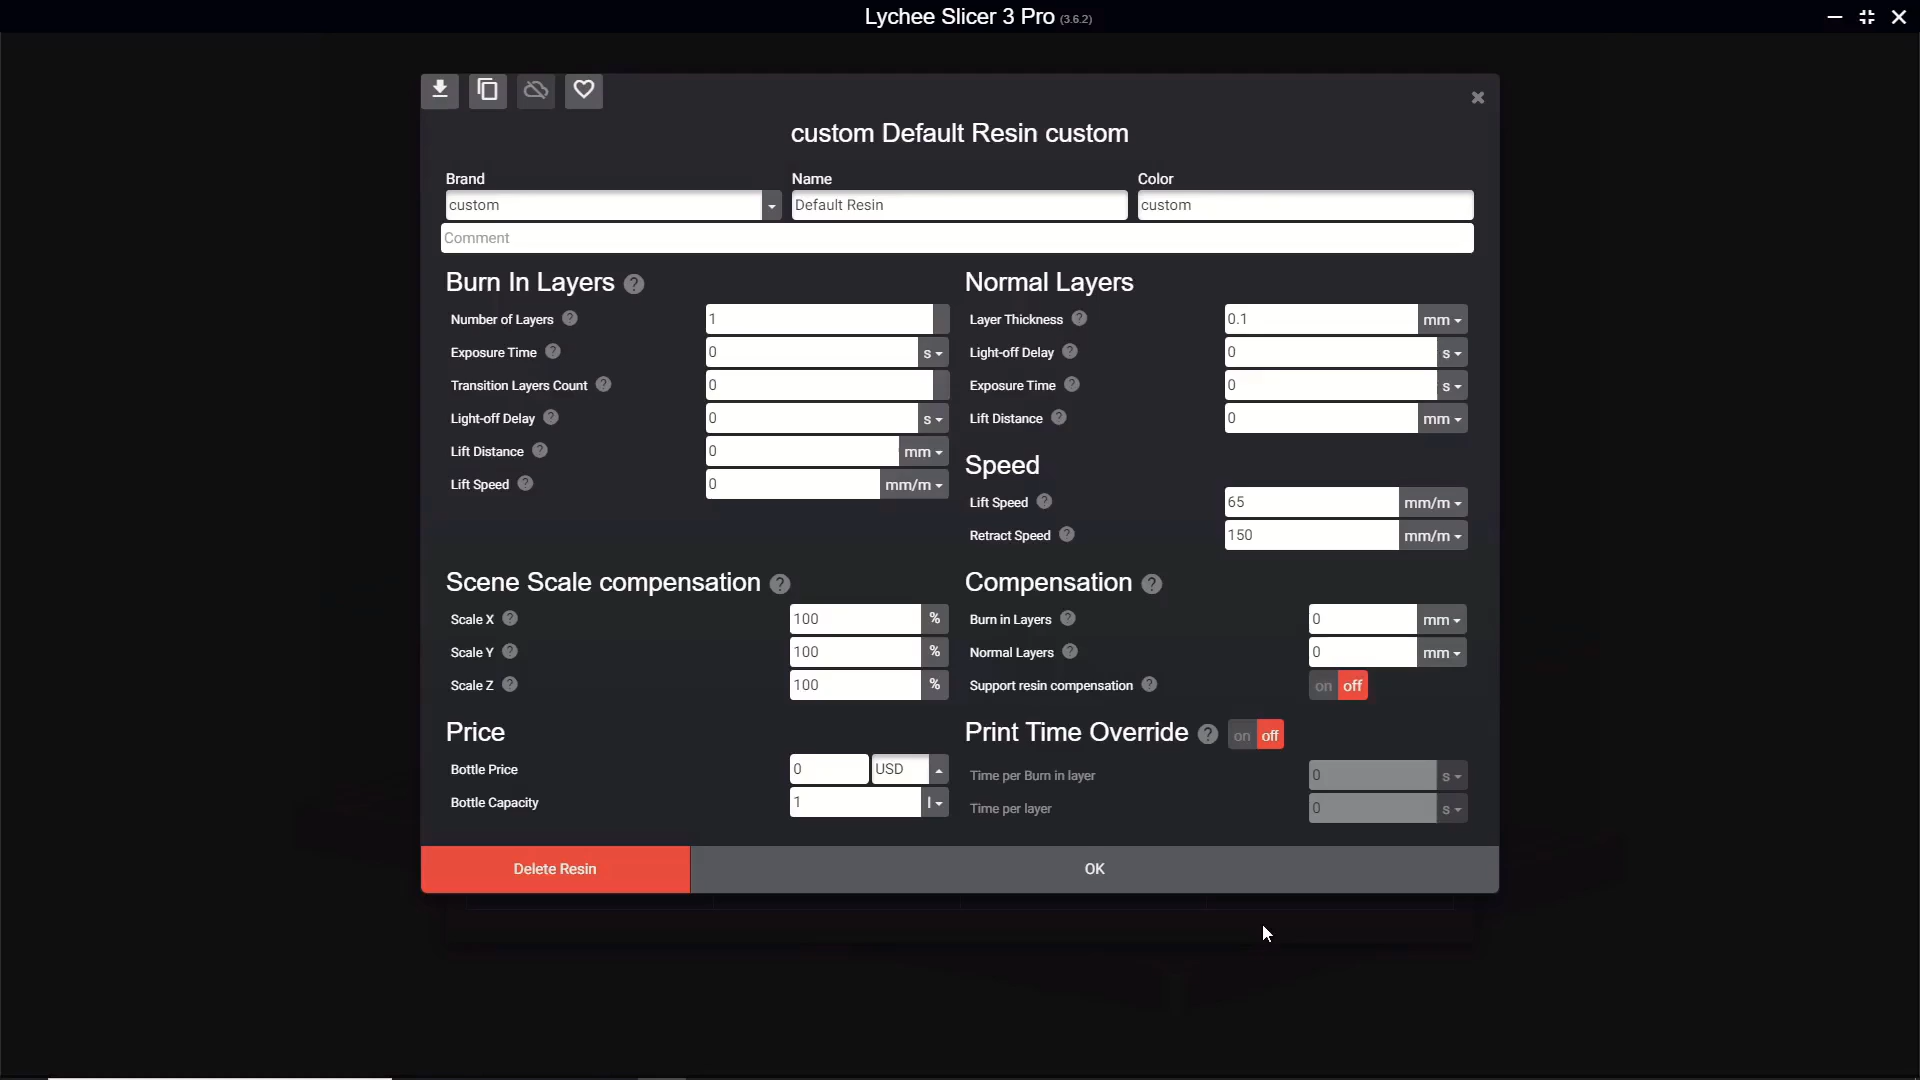 Lychee Slicer 3 Pro (3.6.2)
custom Default Resin custom
Brand Name Color
custom Default Resin custom
Comment
Burn In Layers ? Normal Layers
Number of Layers ? 1 Layer Thickness ? 0.1 mm
Exposure Time ? 0 s Light-off Delay ? 0 s
Transition Layers Count ? 0 Exposure Time ? 0 s
Light-off Delay ? 0 s Lift Distance ? 0 mm
Lift Distance ? 0 mm
Speed
Lift Speed ? 0 mm/m
Lift Speed ? 65 mm/m
Retract Speed ? 150 mm/m
Scene Scale compensation ? Compensation ?
Scale X ? 100 % Burn in Layers ? 0 mm
Scale Y ? 100 % Normal Layers ? 0 mm
Scale Z ? 100 % Support resin compensation ? on off
Price Print Time Override ? on off
Bottle Price 0 USD Time per Burn in layer 0 s
Bottle Capacity 1 l Time per layer 0 s
Delete Resin OK